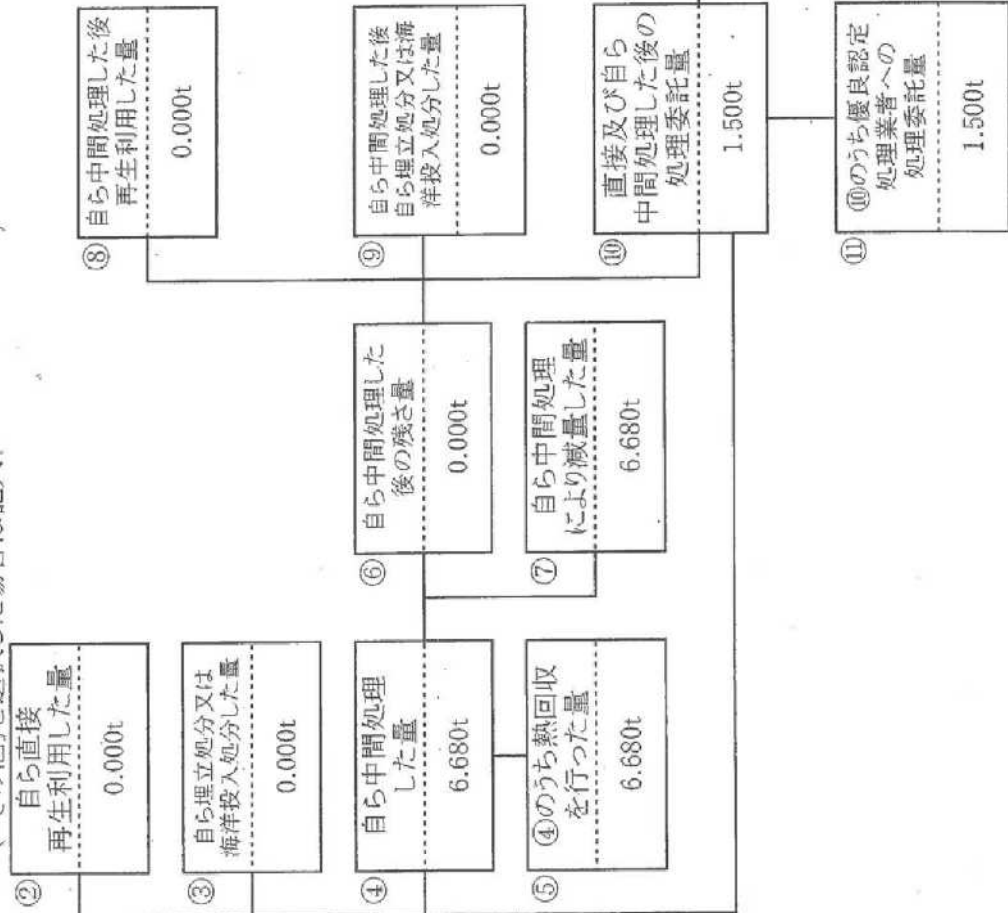 ②
自ら直接
再生利用した量
0.000t
③
自ら埋立処分又は
海洋投入処分した量
0.000t
④
自ら中間処理
した量
6.680t
⑤
④のうち熱回収
を行った量
6.680t
⑥
自ら中間処理した
後の残さ量
0.000t
⑦
自ら中間処理
により減量した量
6.680t
⑧
自ら中間処理した後
再生利用した量
0.000t
⑨
自ら中間処理した後
自ら埋立処分又は海
洋投入処分した量
0.000t
⑩
直接及び自ら
中間処理した後の
処理委託量
1.500t
⑪
⑩のうち優良認定
処理業者への
処理委託量
1.500t